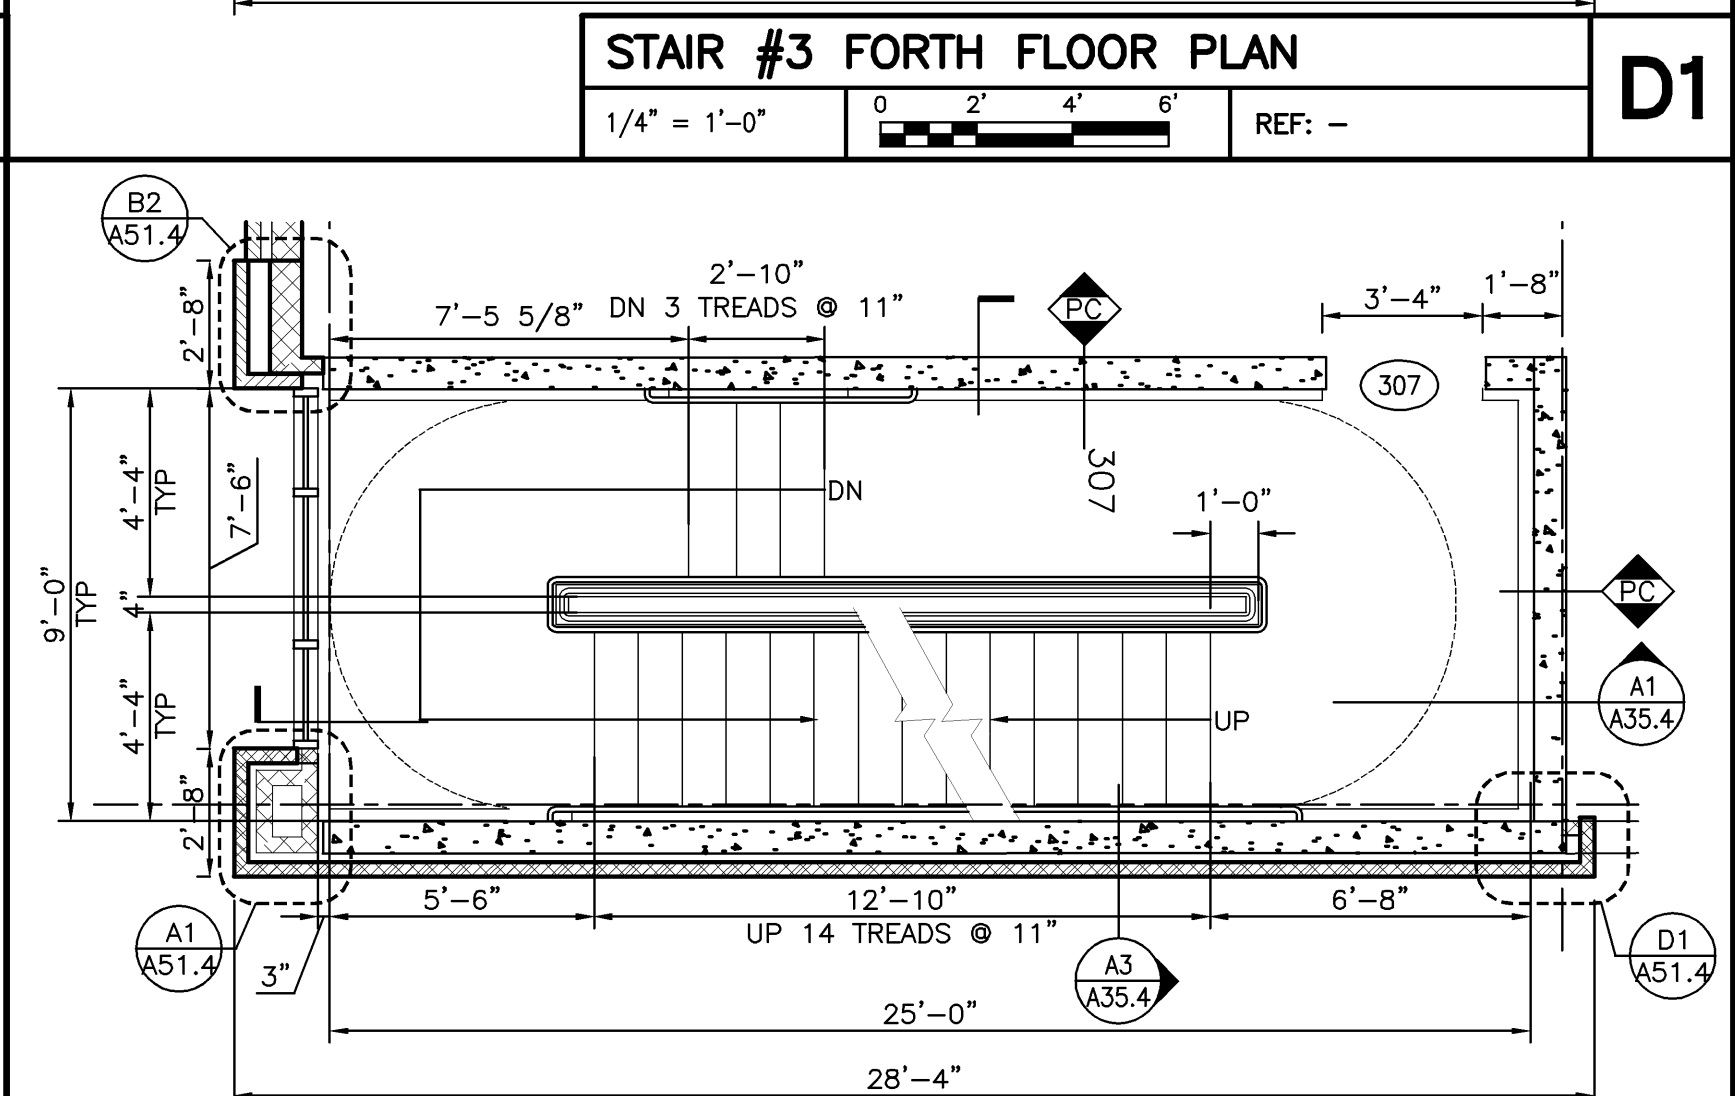 STAIR #3 FORTH FLOOR PLAN
D1
1/4" = 1'-0"
0 2' 4' 6'
REF: -
B2
A51.4
2'-8"
7'-5 5/8"
2'-10"
DN 3 TREADS @ 11"
PC
3'-4"
1'-8"
307
307
DN
1'-0"
9'-0"
TYP
4'-4"
TYP
7'-6"
4"
4'-4"
TYP
2'-8"
UP
PC
A1
A35.4
5'-6"
12'-10"
UP 14 TREADS @ 11"
6'-8"
A1
A51.4
3"
A3
A35.4
D1
A51.4
25'-0"
28'-4"